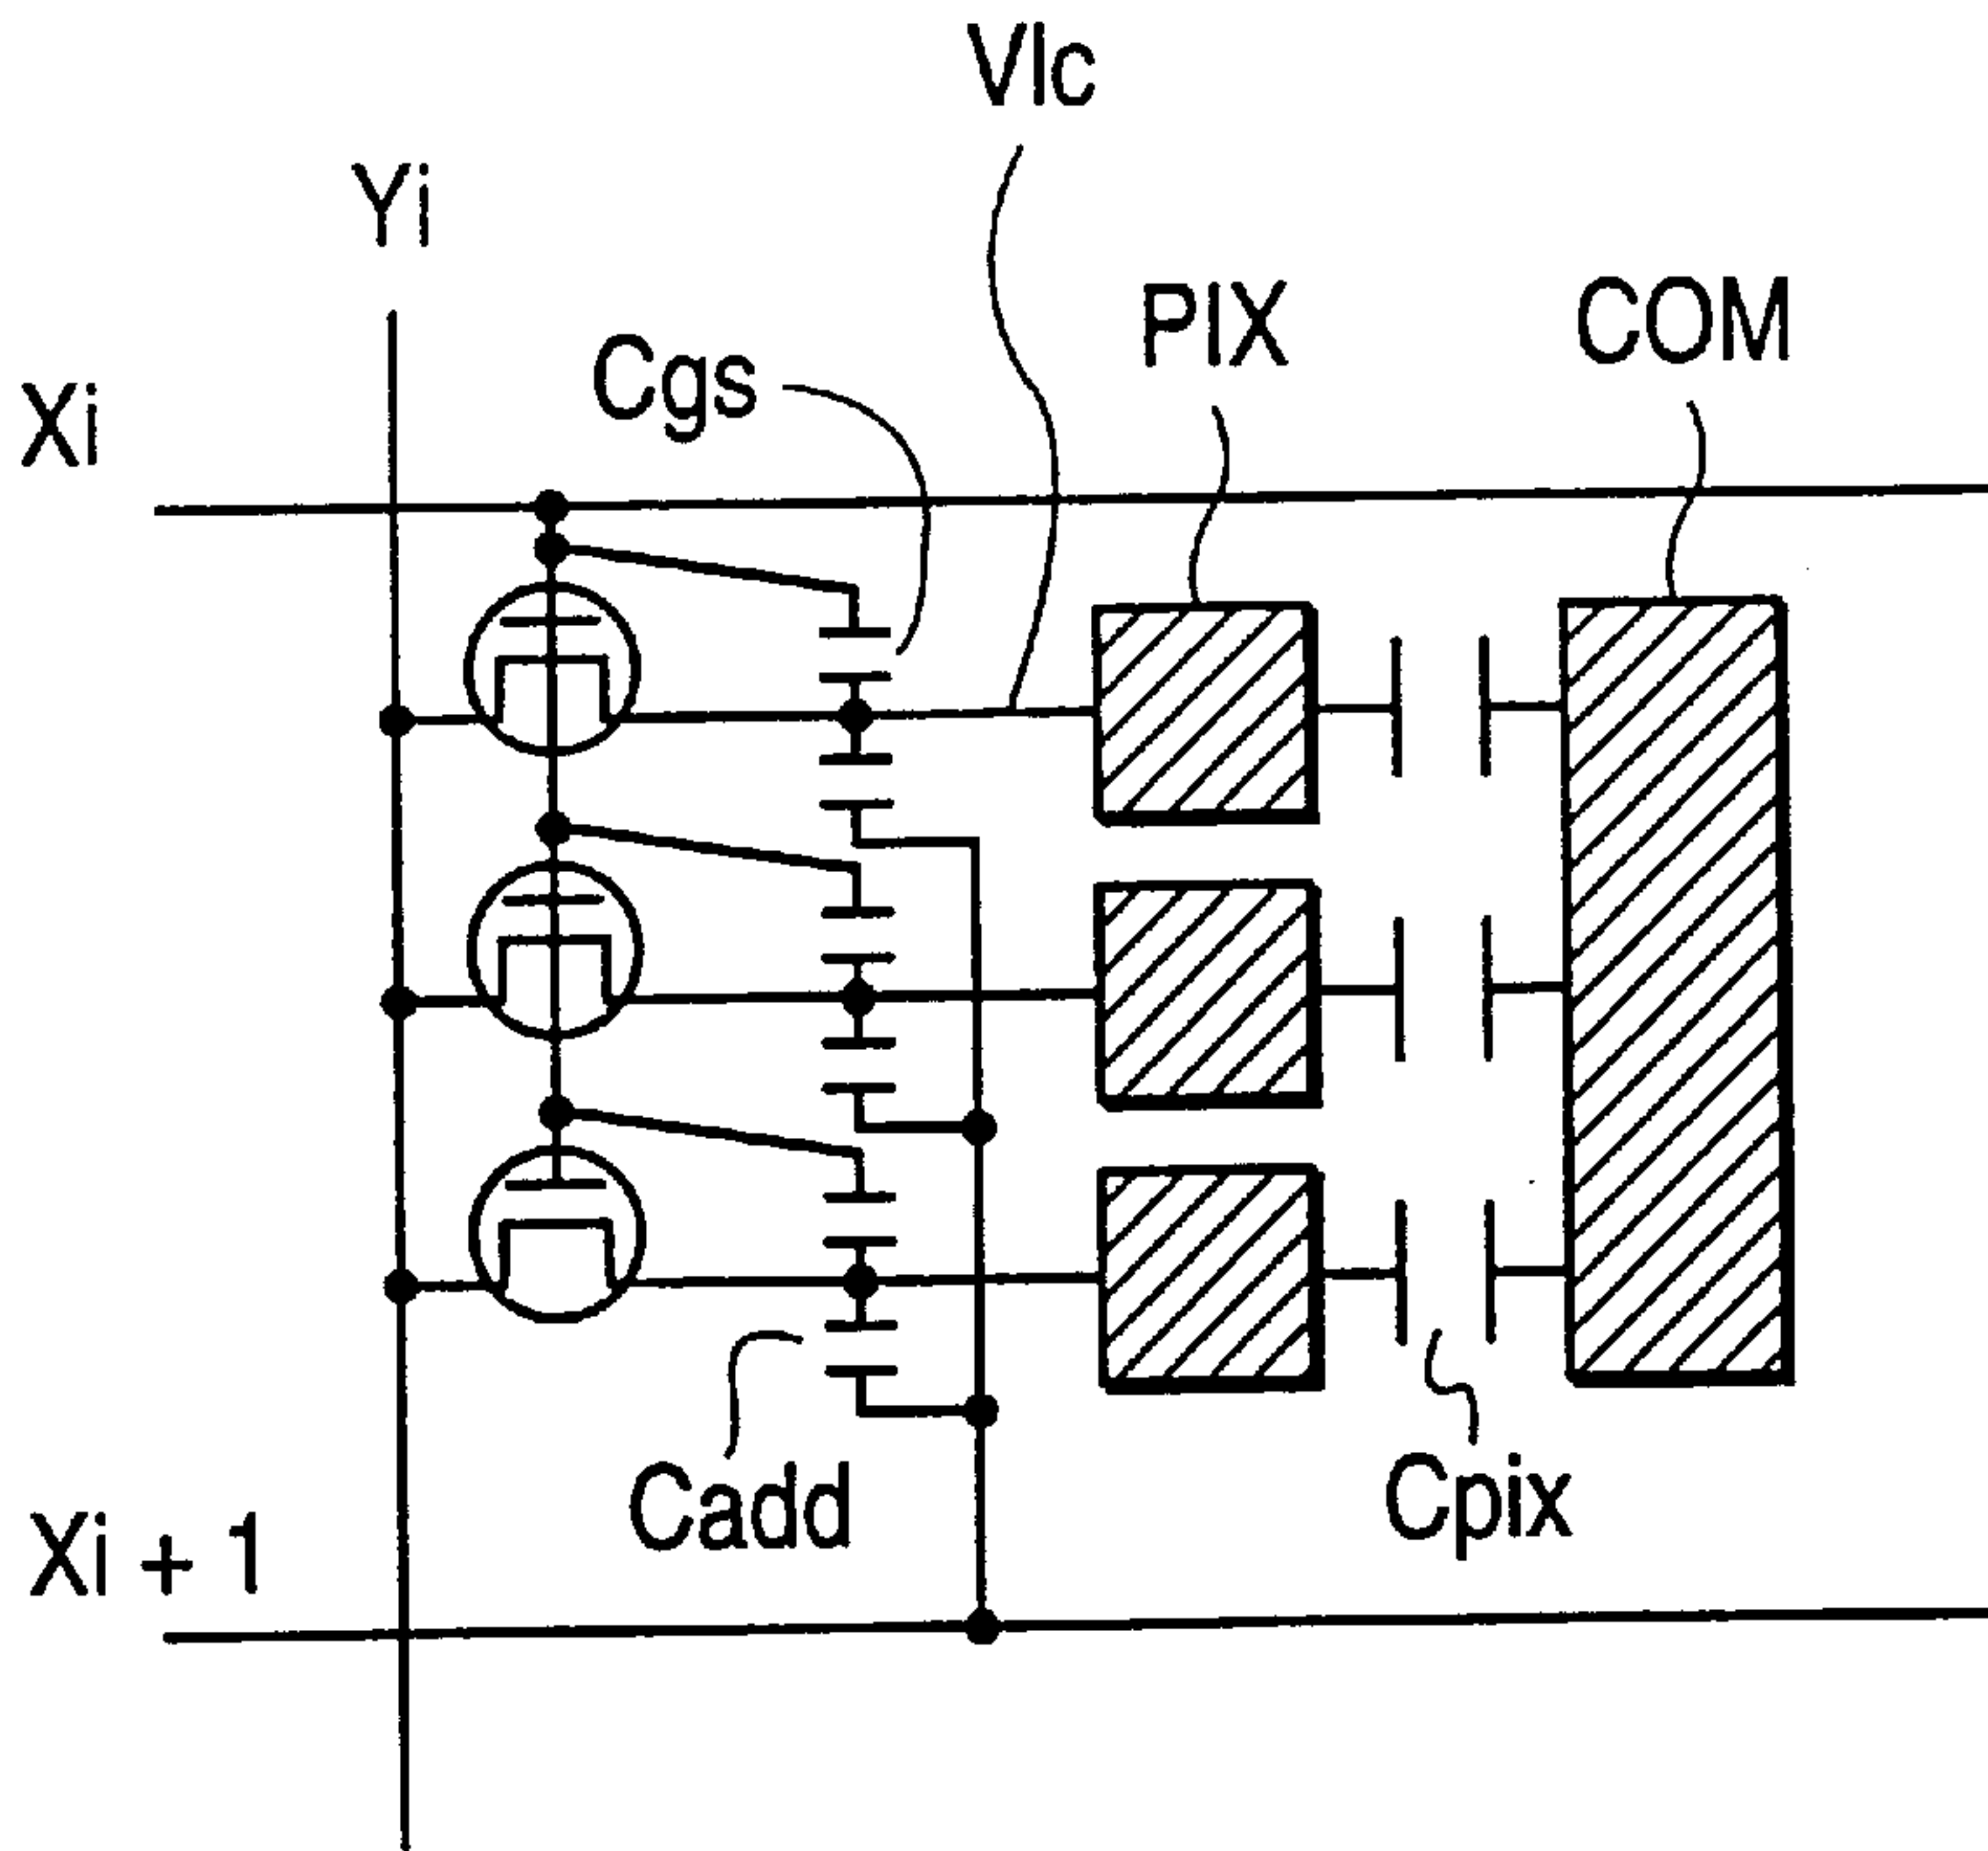 Vlc
Yi
PIX
COM
Cgs
Xi
Cadd
Cpix
Xi + 1